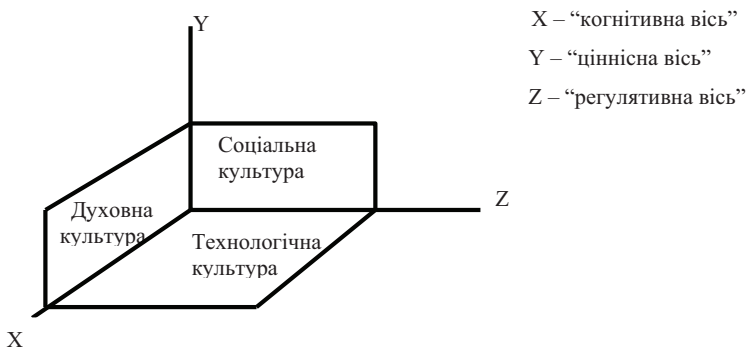 Y
X – “когнітивна вісь”
Y – “ціннісна вісь”
Z – “регулятивна вісь”
Соціальна
культура
Z
Духовна
культура
Технологічна
культура
X